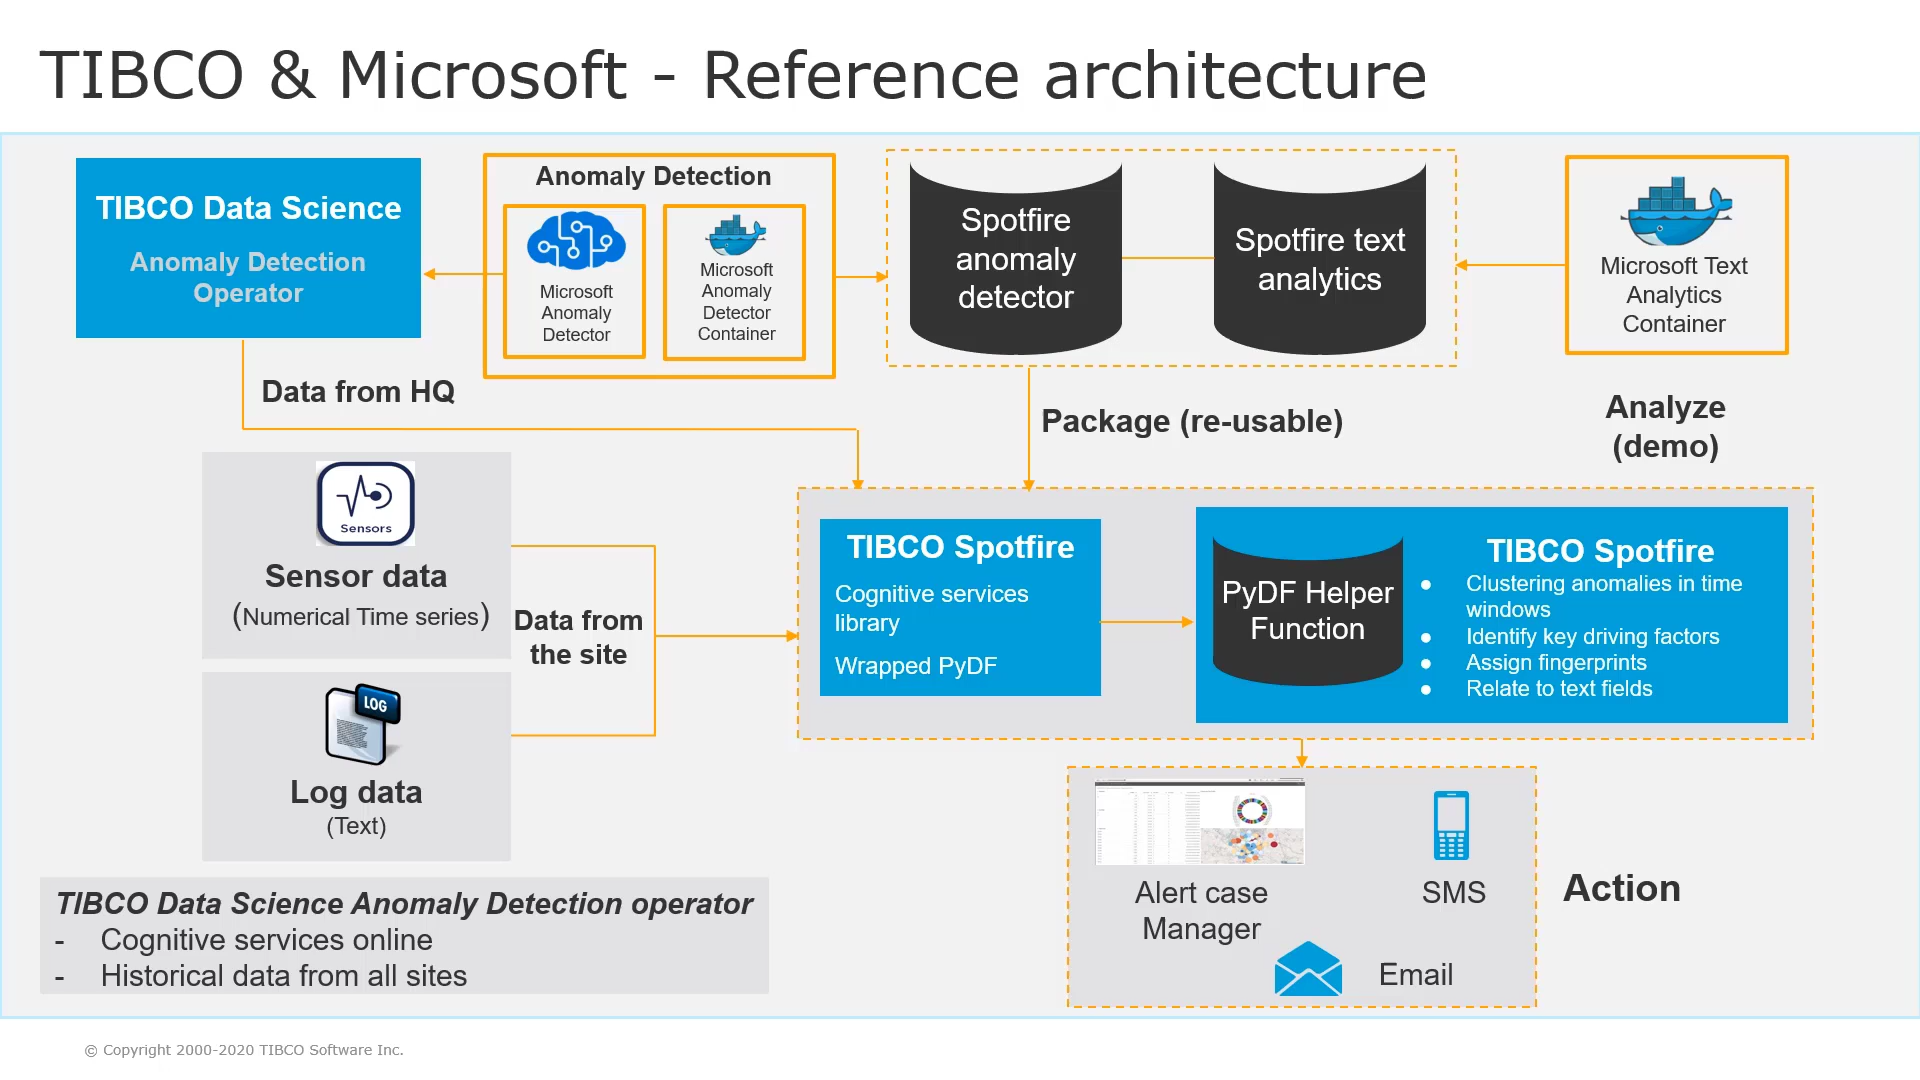 TIBCO & Microsoft - Reference architecture
TIBCO Data Science
Anomaly Detection
Operator
Anomaly Detection
Microsoft
Anomaly
Detector
Microsoft
Anomaly
Detector
Container
Spotfire
anomaly
detector
Spotfire text
analytics
Microsoft Text
Analytics
Container
Data from HQ
Package (re-usable)
Analyze
(demo)
Sensors
Sensor data
(Numerical Time series)
Data from
the site
LOG
Log data
(Text)
TIBCO Spotfire
Cognitive services
library
Wrapped PyDF
PyDF Helper
Function
TIBCO Spotfire
● Clustering anomalies in time
windows
● Identify key driving factors
● Assign fingerprints
● Relate to text fields
Alert case
Manager
SMS
Email
Action
TIBCO Data Science Anomaly Detection operator
- Cognitive services online
- Historical data from all sites
© Copyright 2000-2020 TIBCO Software Inc.